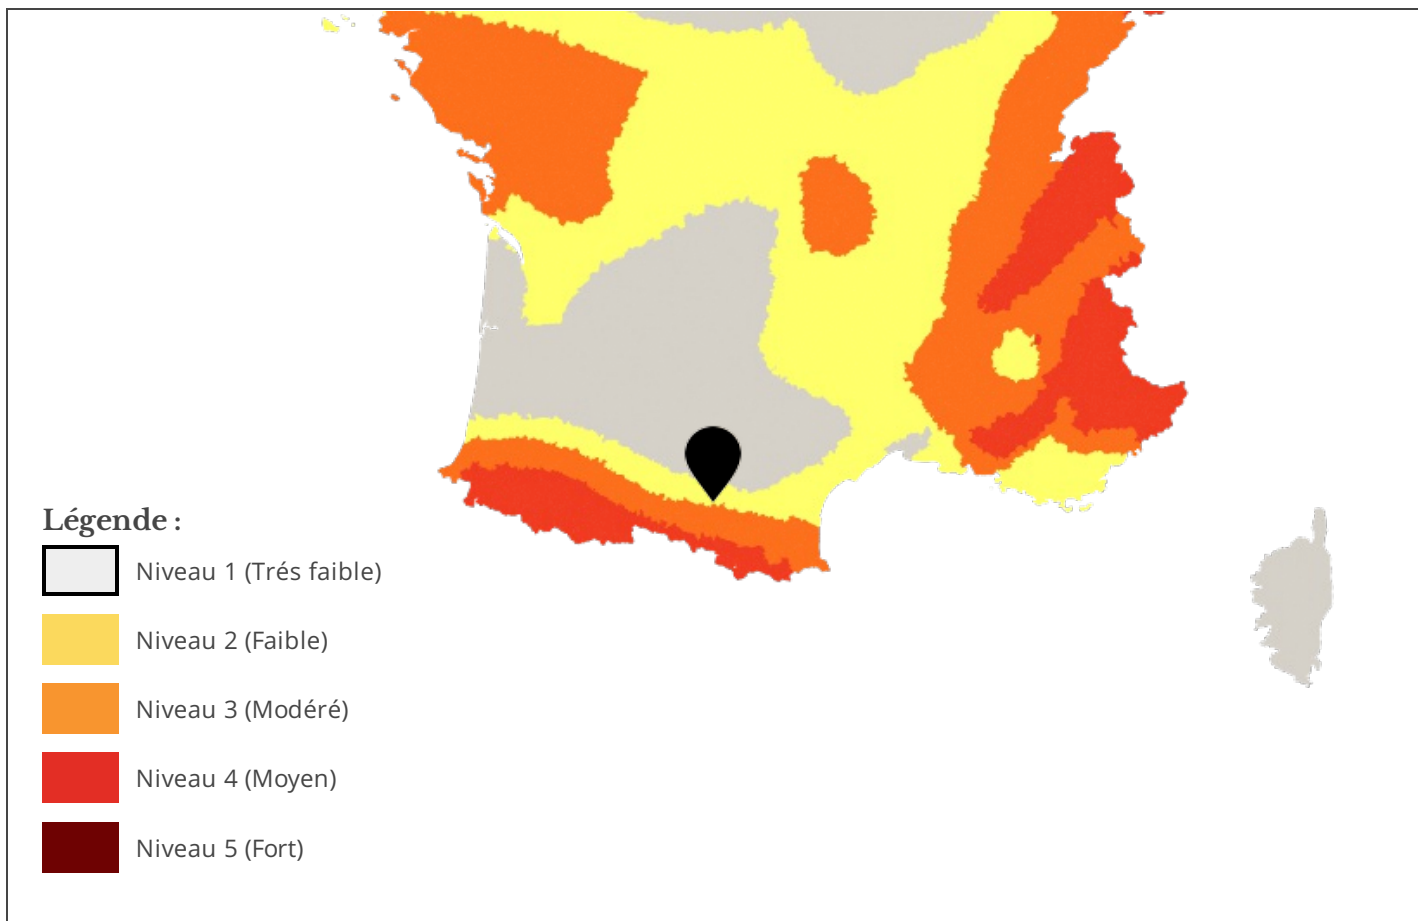 Légende :
Niveau 1 (Trés faible)
Niveau 2 (Faible)
Niveau 3 (Modéré)
Niveau 4 (Moyen)
Niveau 5 (Fort)